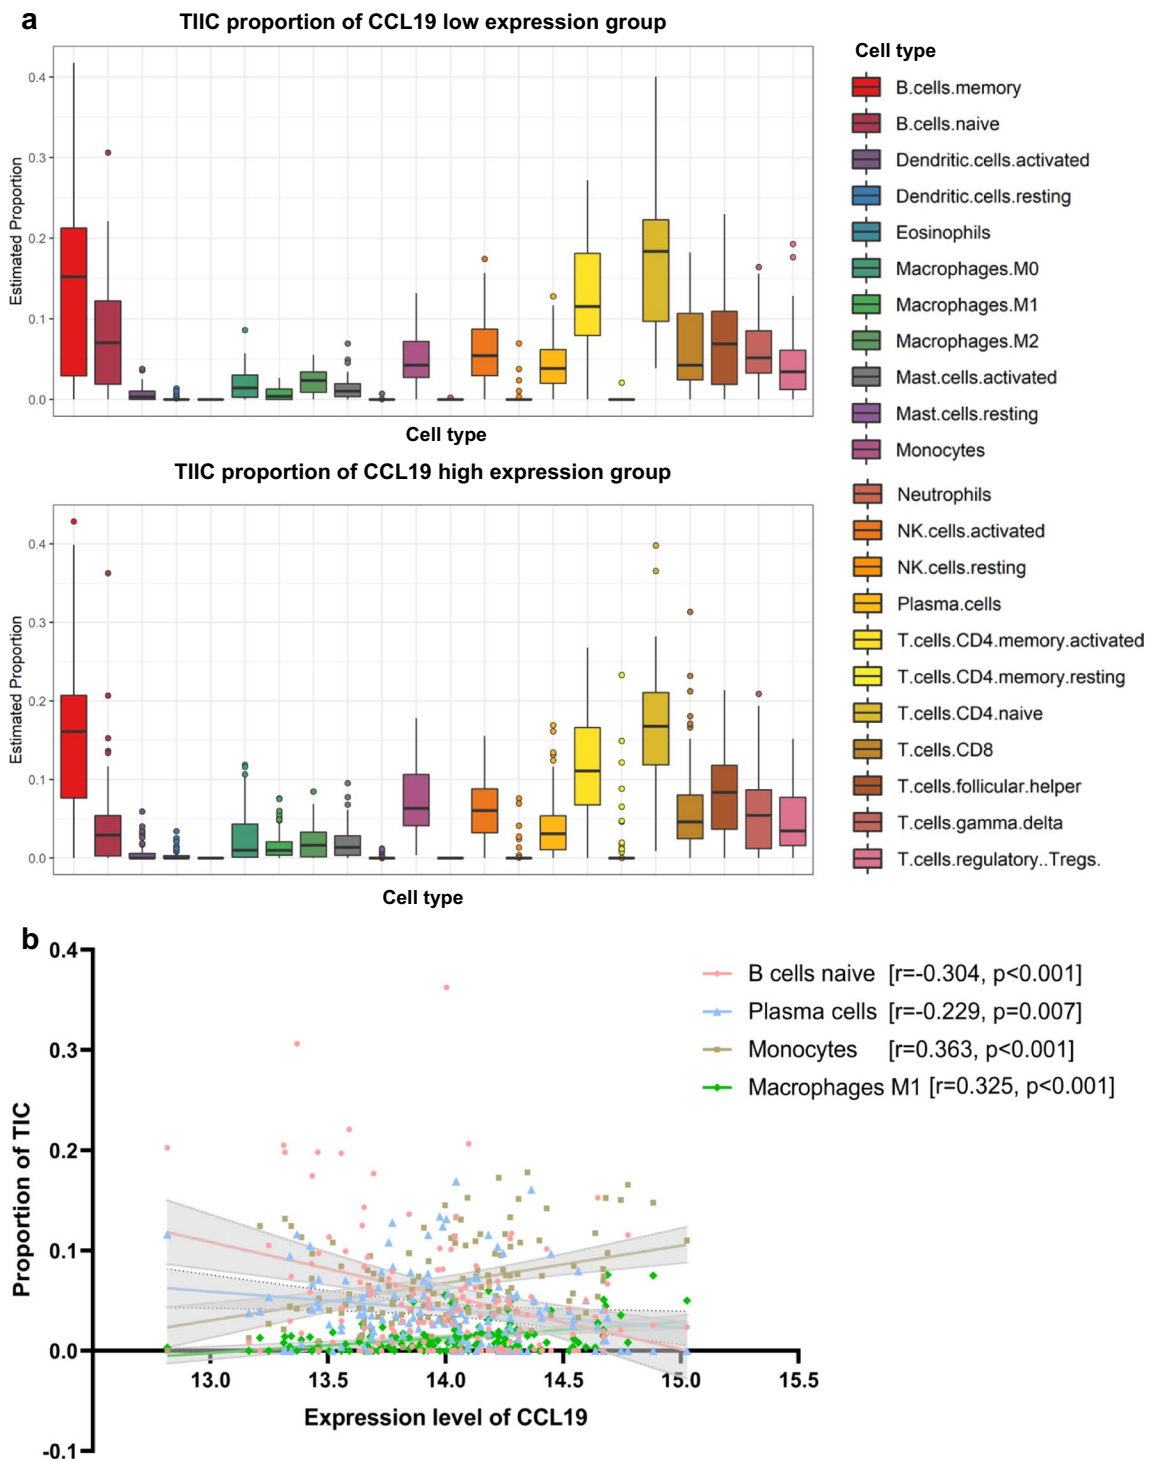 a
TIIC proportion of CCL19 low expression group
Estimated Proportion
0.4
0.3
0.2
0.1
0.0
Cell type
TIIC proportion of CCL19 high expression group
Estimated Proportion
0.4
0.3
0.2
0.1
0.0
Cell type
Cell type
B.cells.memory
B.cells.naive
Dendritic.cells.activated
Dendritic.cells.resting
Eosinophils
Macrophages.M0
Macrophages.M1
Macrophages.M2
Mast.cells.activated
Mast.cells.resting
Monocytes
Neutrophils
NK.cells.activated
NK.cells.resting
Plasma.cells
T.cells.CD4.memory.activated
T.cells.CD4.memory.resting
T.cells.CD4.naive
T.cells.CD8
T.cells.follicular.helper
T.cells.gamma.delta
T.cells.regulatory..Tregs.
b
Proportion of TIC
0.4
0.3
0.2
0.1
0.0
-0.1
B cells naive [r=-0.304, p<0.001]
Plasma cells [r=-0.229, p=0.007]
Monocytes [r=0.363, p<0.001]
Macrophages M1 [r=0.325, p<0.001]
13.0 13.5 14.0 14.5 15.0 15.5
Expression level of CCL19